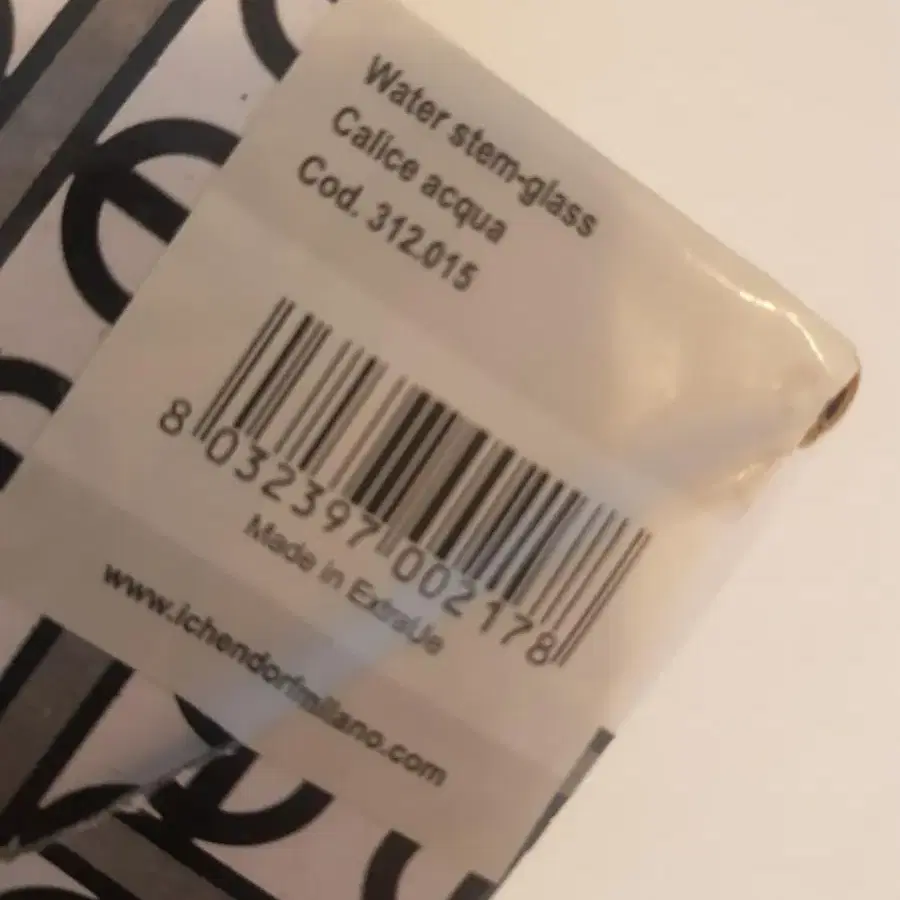 Water stem-glass
Calice acqua
Cod. 312.015
8 032397 002178
Made in ExtraUe
www.ichendorfmilano.com